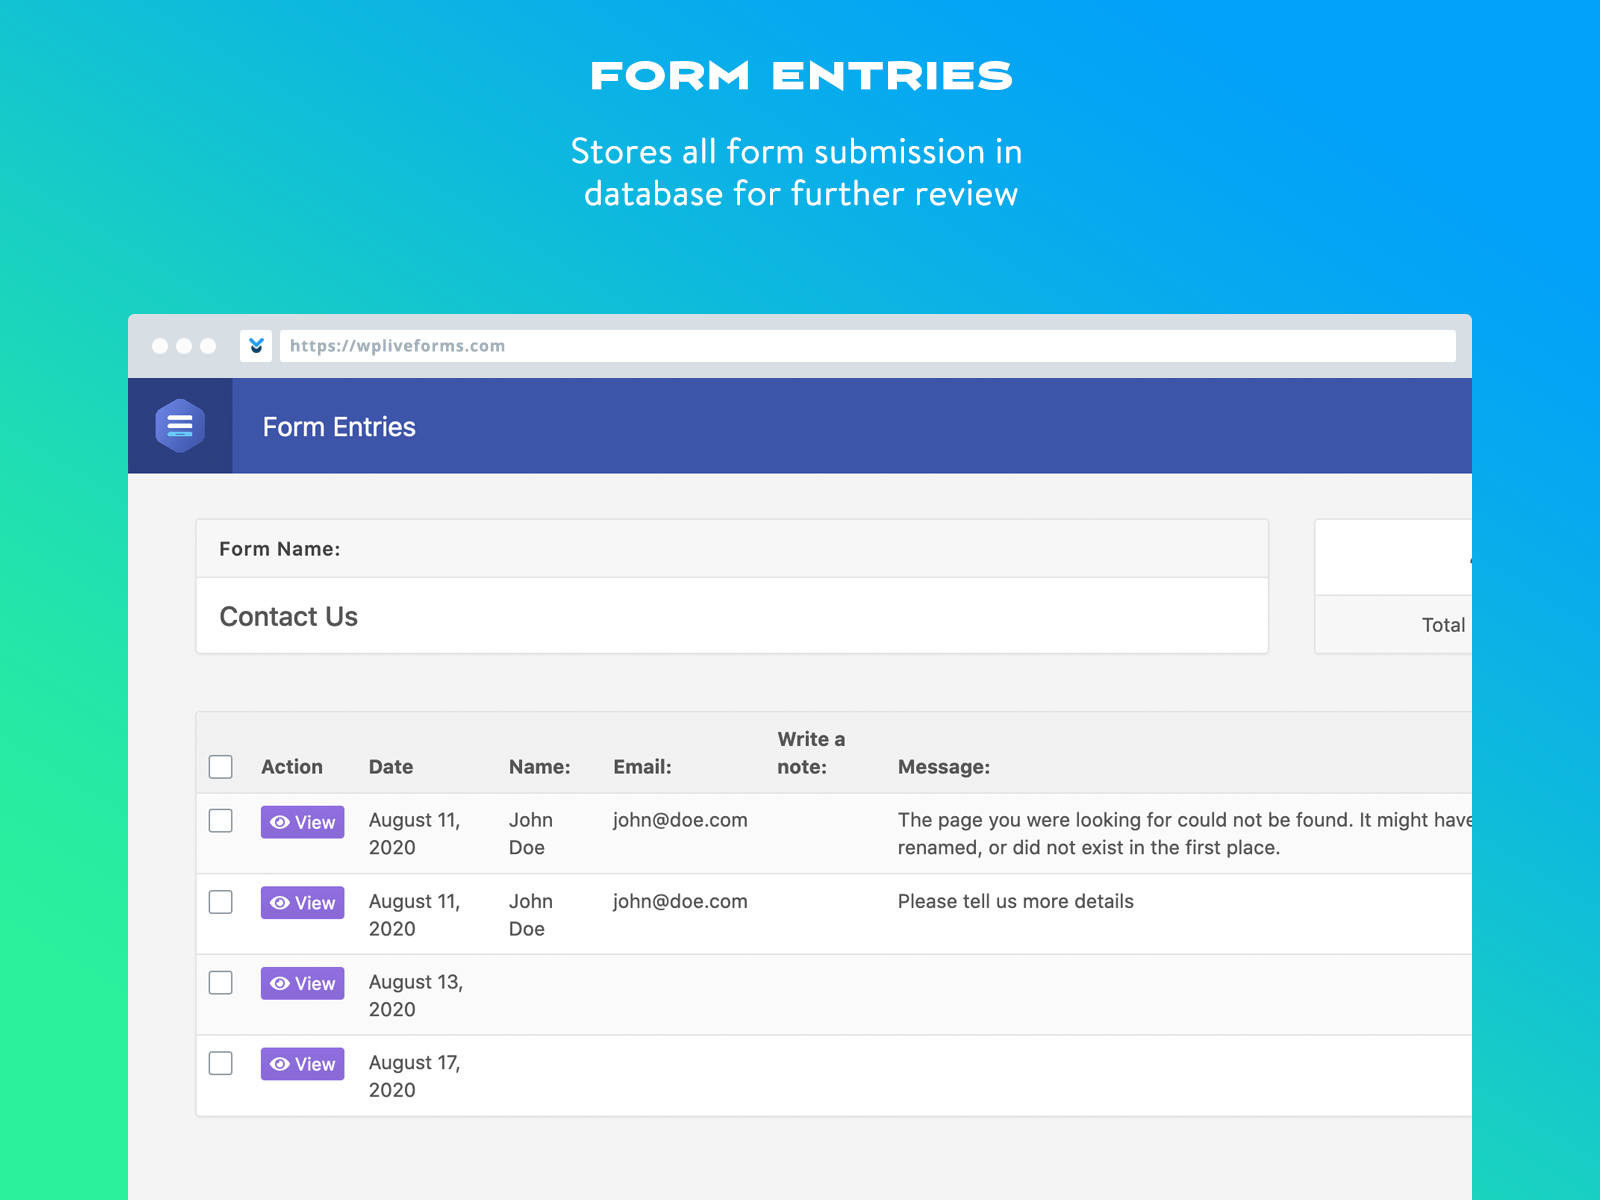 FORM ENTRIES
Stores all form submission in
database for further review
https://wpliveforms.com
Form Entries
Form Name:
Contact Us
Total
Action Date Name: Email: Write a note: Message:
View August 11, 2020 John Doe john@doe.com The page you were looking for could not be found. It might have
renamed, or did not exist in the first place.
View August 11, 2020 John Doe john@doe.com Please tell us more details
View August 13, 2020
View August 17, 2020